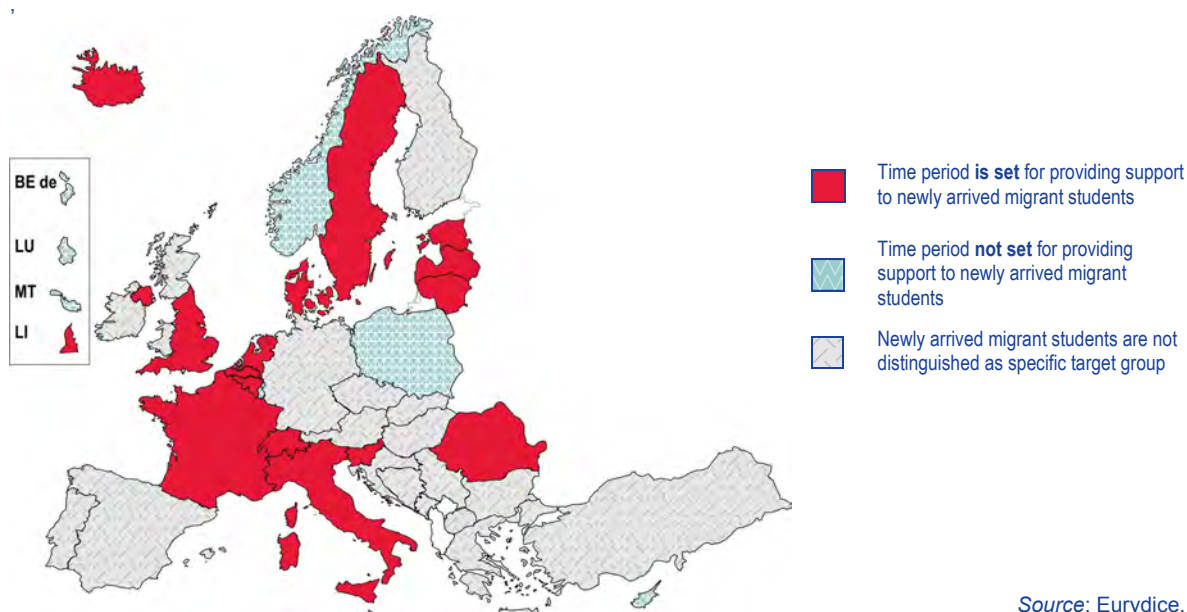 ,
BE de
LU
MT
LI
Time period is set for providing support
to newly arrived migrant students
Time period not set for providing
support to newly arrived migrant
students
Newly arrived migrant students are not
distinguished as specific target group
Source: Eurydice.